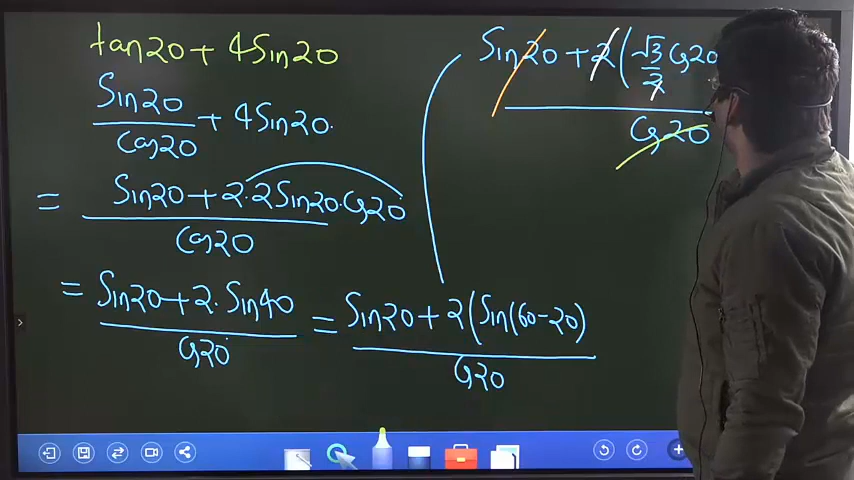 tan20 + 4Sin20
Sin20
Cos20
+ 4Sin20.
= Sin20 + 2.2Sin20.Cos20
Cos20
= Sin20 + 2. Sin40
Cos20
= Sin20 + 2(Sin(60-20)
Cos20
Sin20 + 2(√3/2 Cos20
Cos20